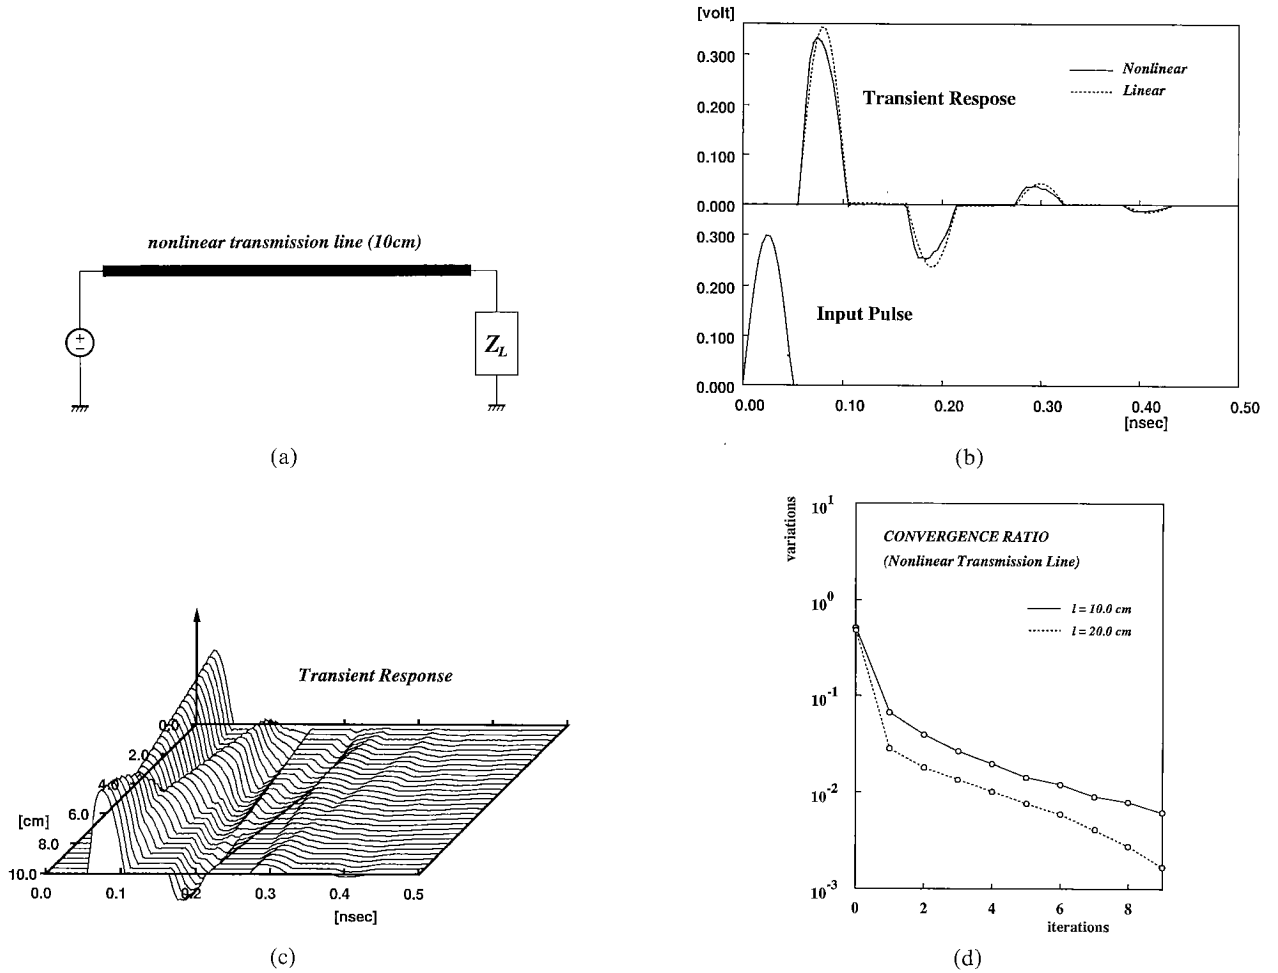 nonlinear transmission line (10cm)
+
−
Z_L
(a)
[volt]
0.300
0.200
0.100
0.000
Nonlinear
Linear
Transient Respose
0.300
0.200
0.100
0.000
Input Pulse
0.00 0.10 0.20 0.30 0.40 0.50
[nsec]
(b)
Transient Response
0.0
2.0
4.0
6.0
[cm]
8.0
10.0
0.0 0.1 0.2 0.3 0.4 0.5
[nsec]
(c)
variations
10^1
10^0
10^-1
10^-2
10^-3
CONVERGENCE RATIO
(Nonlinear Transmission Line)
l = 10.0 cm
l = 20.0 cm
0 2 4 6 8
iterations
(d)